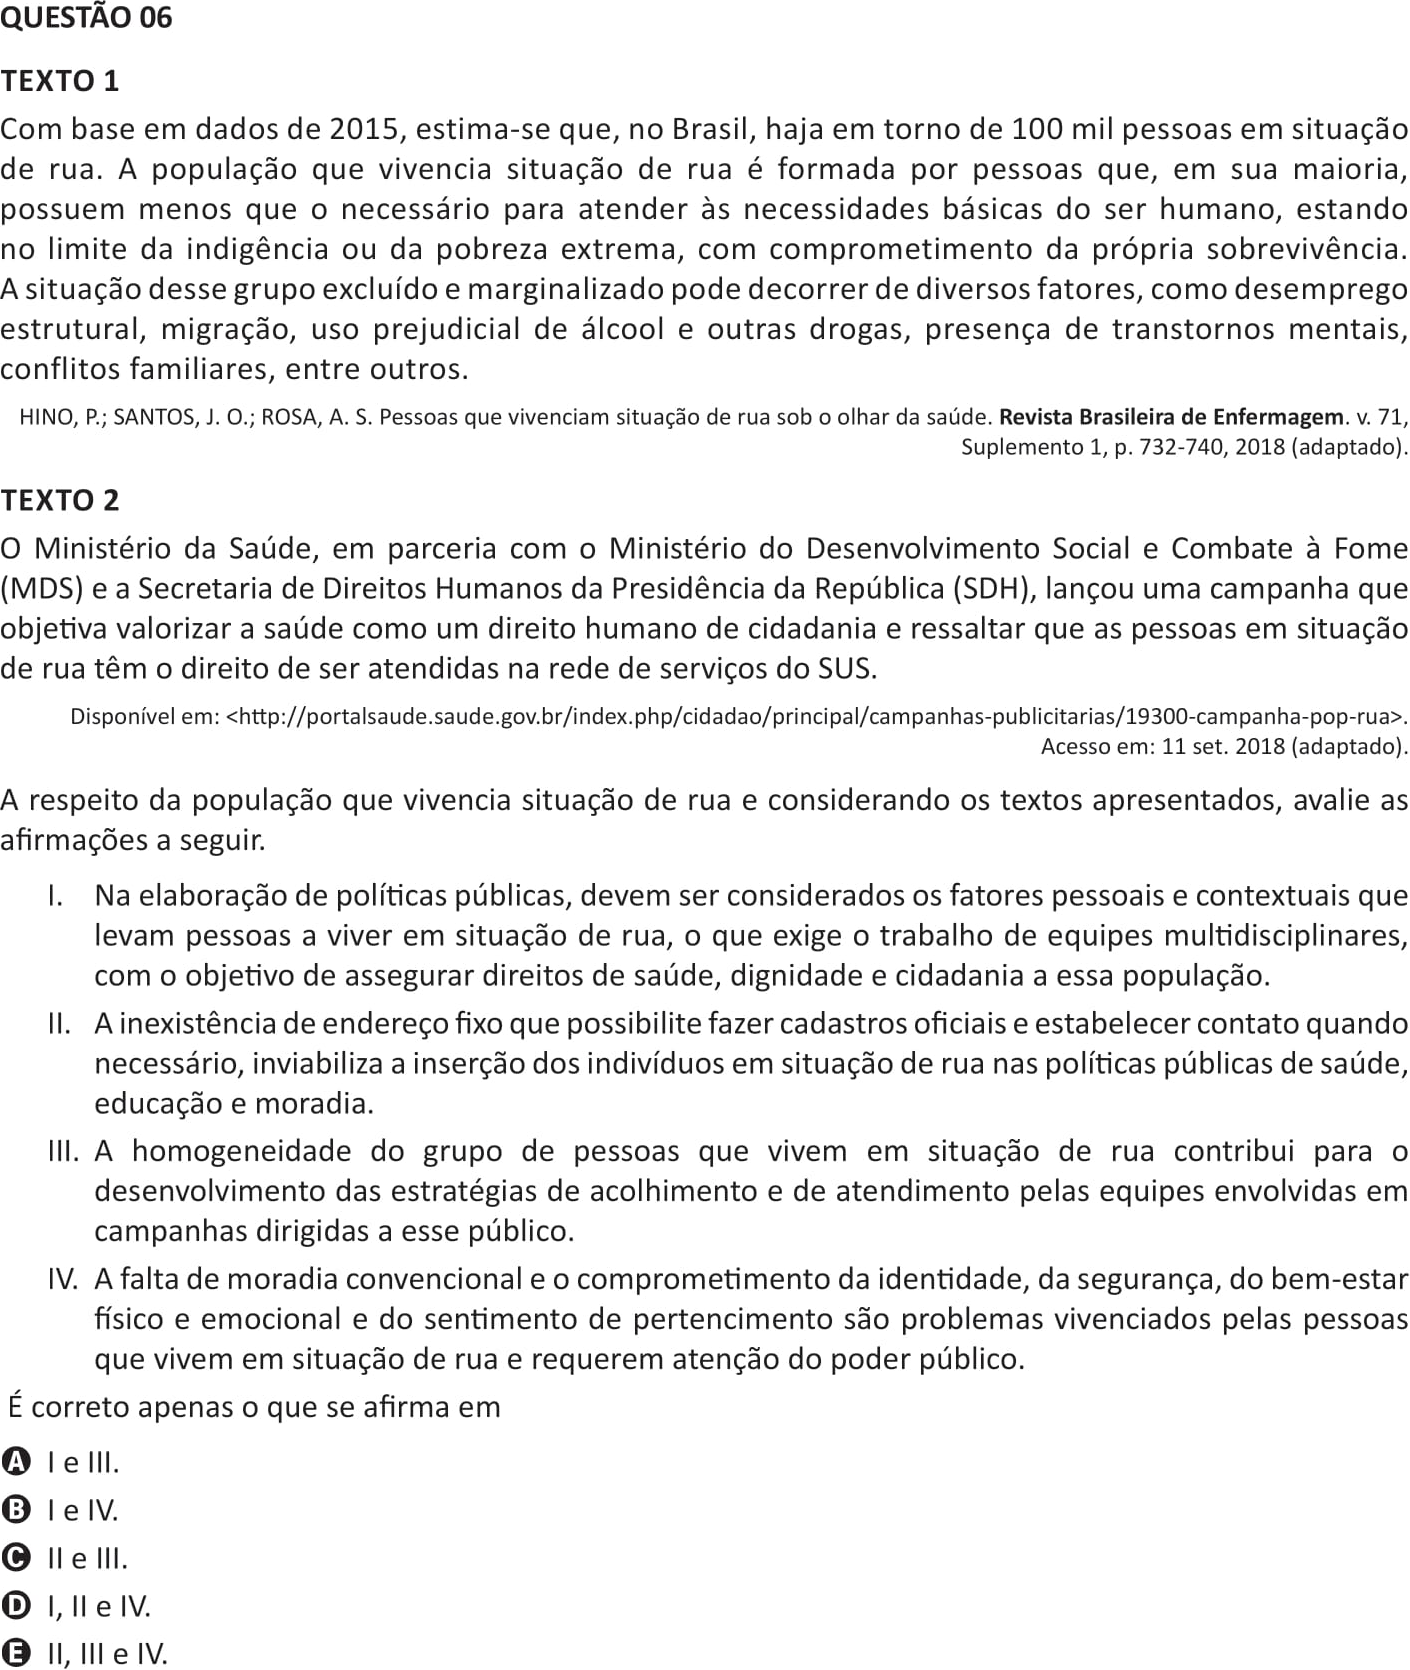 QUESTÃO 06
TEXTO 1
Com base em dados de 2015, estima-se que, no Brasil, haja em torno de 100 mil pessoas em situação
de rua. A população que vivencia situação de rua é formada por pessoas que, em sua maioria,
possuem menos que o necessário para atender às necessidades básicas do ser humano, estando
no limite da indigência ou da pobreza extrema, com comprometimento da própria sobrevivência.
A situação desse grupo excluído e marginalizado pode decorrer de diversos fatores, como desemprego
estrutural, migração, uso prejudicial de álcool e outras drogas, presença de transtornos mentais,
conflitos familiares, entre outros.
HINO, P.; SANTOS, J. O.; ROSA, A. S. Pessoas que vivenciam situação de rua sob o olhar da saúde. Revista Brasileira de Enfermagem. v. 71,
Suplemento 1, p. 732-740, 2018 (adaptado).
TEXTO 2
O Ministério da Saúde, em parceria com o Ministério do Desenvolvimento Social e Combate à Fome
(MDS) e a Secretaria de Direitos Humanos da Presidência da República (SDH), lançou uma campanha que
objetiva valorizar a saúde como um direito humano de cidadania e ressaltar que as pessoas em situação
de rua têm o direito de ser atendidas na rede de serviços do SUS.
Disponível em: <http://portalsaude.saude.gov.br/index.php/cidadao/principal/campanhas-publicitarias/19300-campanha-pop-rua>.
Acesso em: 11 set. 2018 (adaptado).
A respeito da população que vivencia situação de rua e considerando os textos apresentados, avalie as
afirmações a seguir.
I. Na elaboração de políticas públicas, devem ser considerados os fatores pessoais e contextuais que
levam pessoas a viver em situação de rua, o que exige o trabalho de equipes multidisciplinares,
com o objetivo de assegurar direitos de saúde, dignidade e cidadania a essa população.
II. A inexistência de endereço fixo que possibilite fazer cadastros oficiais e estabelecer contato quando
necessário, inviabiliza a inserção dos indivíduos em situação de rua nas políticas públicas de saúde,
educação e moradia.
III. A homogeneidade do grupo de pessoas que vivem em situação de rua contribui para o
desenvolvimento das estratégias de acolhimento e de atendimento pelas equipes envolvidas em
campanhas dirigidas a esse público.
IV. A falta de moradia convencional e o comprometimento da identidade, da segurança, do bem-estar
físico e emocional e do sentimento de pertencimento são problemas vivenciados pelas pessoas
que vivem em situação de rua e requerem atenção do poder público.
É correto apenas o que se afirma em
A I e III.
B I e IV.
C II e III.
D I, II e IV.
E II, III e IV.